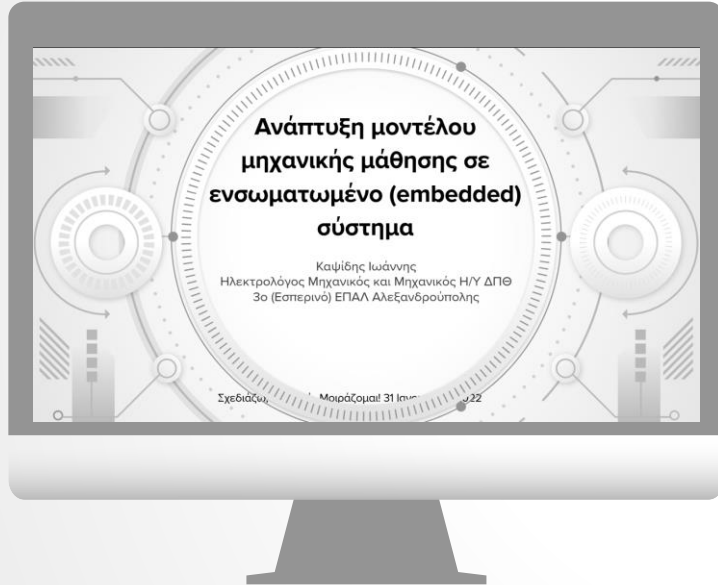 Ανάπτυξη μοντέλου
μηχανικής μάθησης σε
ενσωματωμένο (embedded)
σύστημα
Καψίδης Ιωάννης
Ηλεκτρολόγος Μηχανικός και Μηχανικός Η/Υ ΔΠΘ
3ο (Εσπερινό) ΕΠΑΛ Αλεξανδρούπολης
Μοιράζομαι! 31